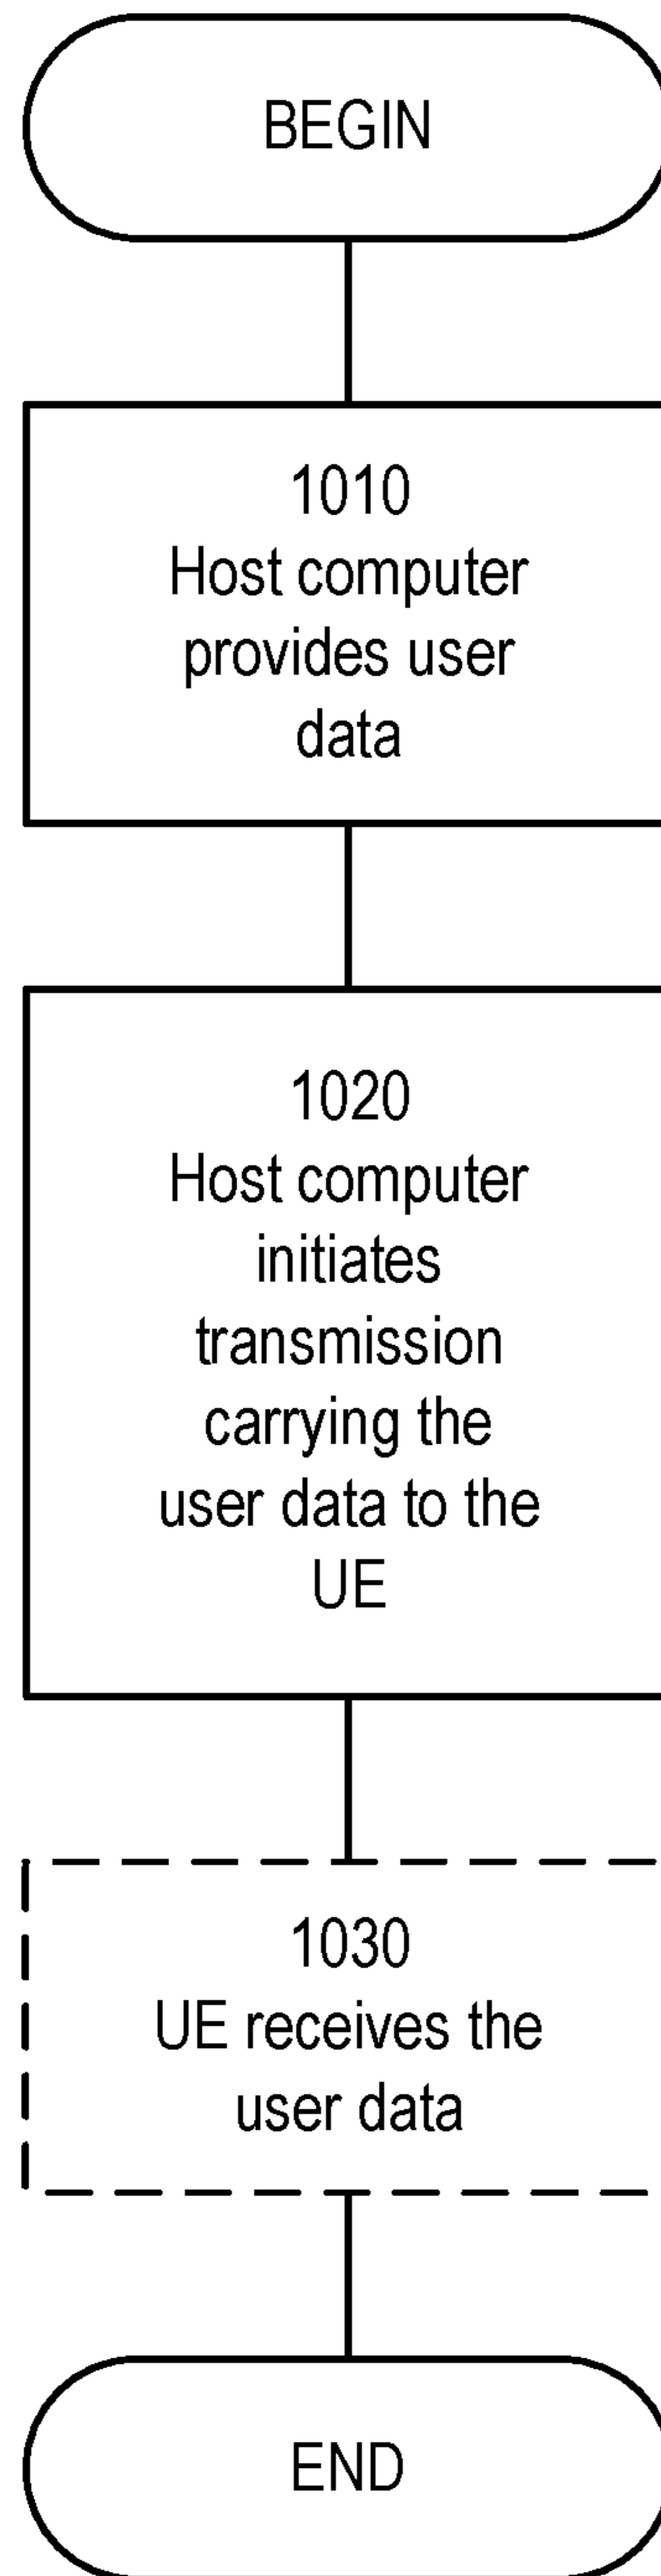 BEGIN
1010
Host computer
provides user
data
1020
Host computer
initiates
transmission
carrying the
user data to the
UE
1030
UE receives the
user data
END